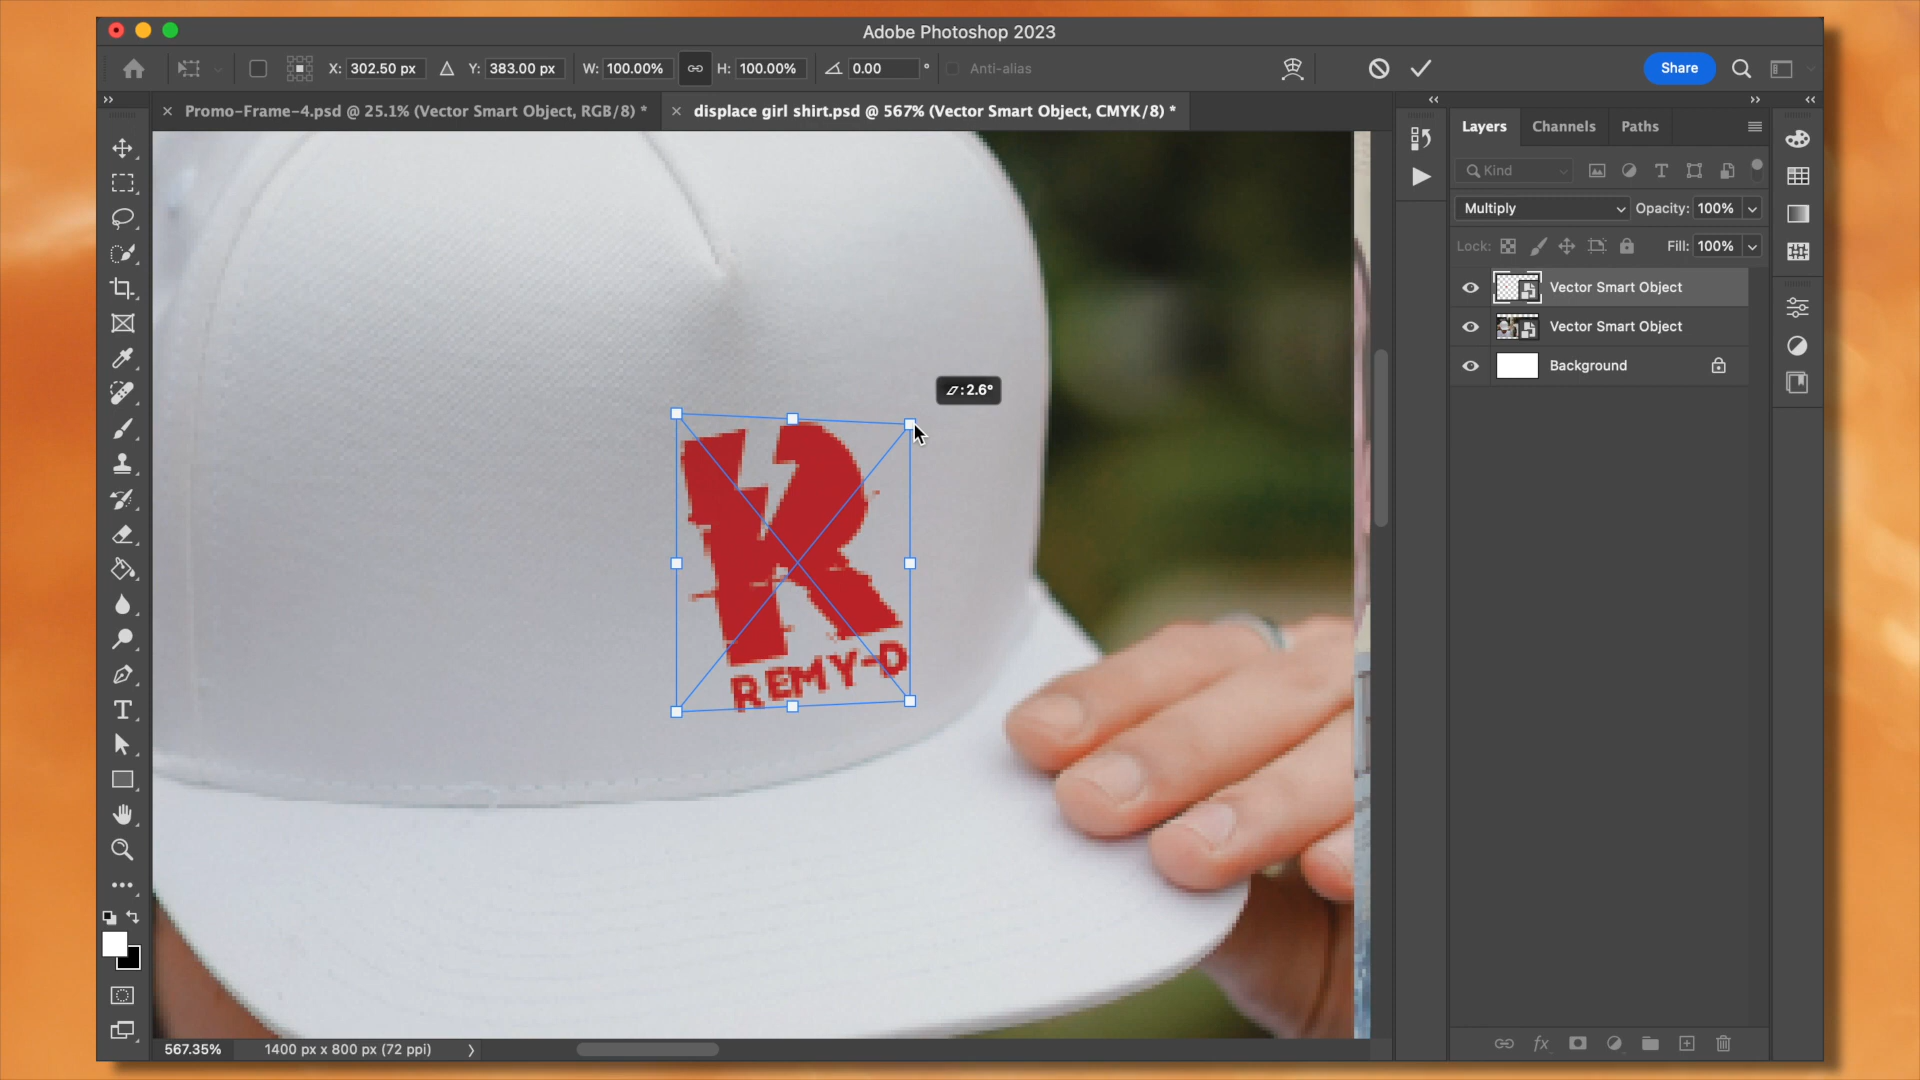 Adobe Photoshop 2023
X: 302.50 px Y: 383.00 px W: 100.00% H: 100.00% 0.00 ° Anti-alias Share
Promo-Frame-4.psd @ 25.1% (Vector Smart Object, RGB/8) *
displace girl shirt.psd @ 567% (Vector Smart Object, CMYK/8) *
Layers Channels Paths
Kind
Multiply Opacity: 100%
Lock: Fill: 100%
Vector Smart Object
Vector Smart Object
Background
: 2.6°
R
REMY-D
567.35% 1400 px x 800 px (72 ppi)